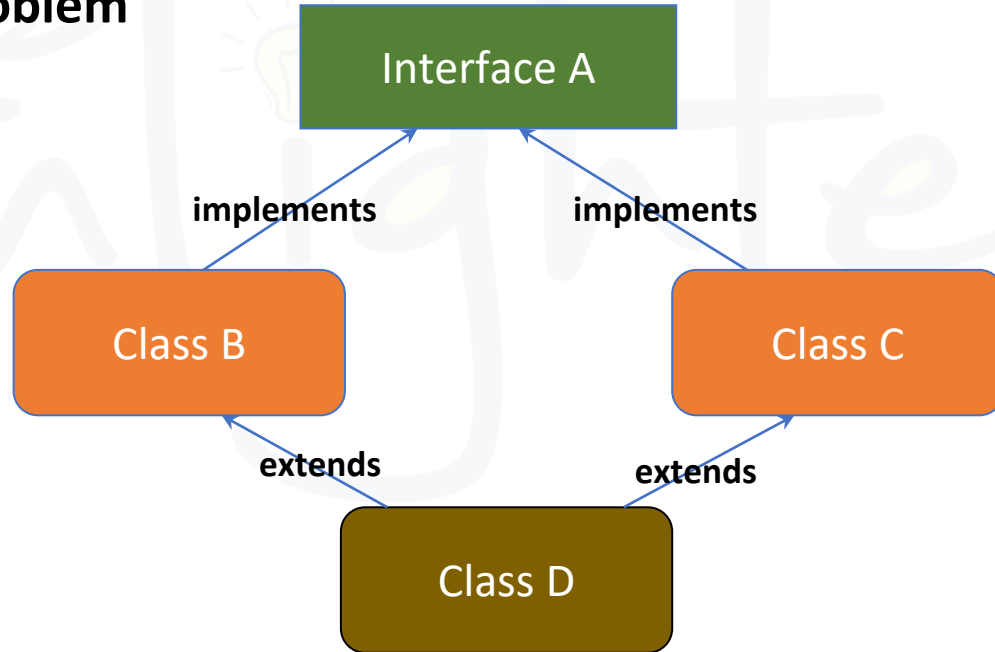 oblem
Interface A
implements
implements
Class B
Class C
extends
extends
Class D